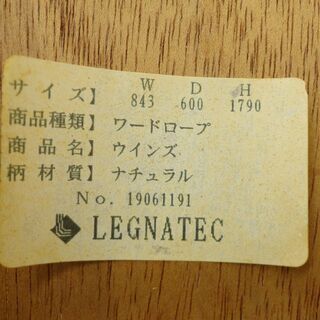 W D H
サイズ】 843 600 1790
商品種類】 ワードロープ
商品名】 ウインズ
柄材質】 ナチュラル
No. 19061191
LEGNATEC